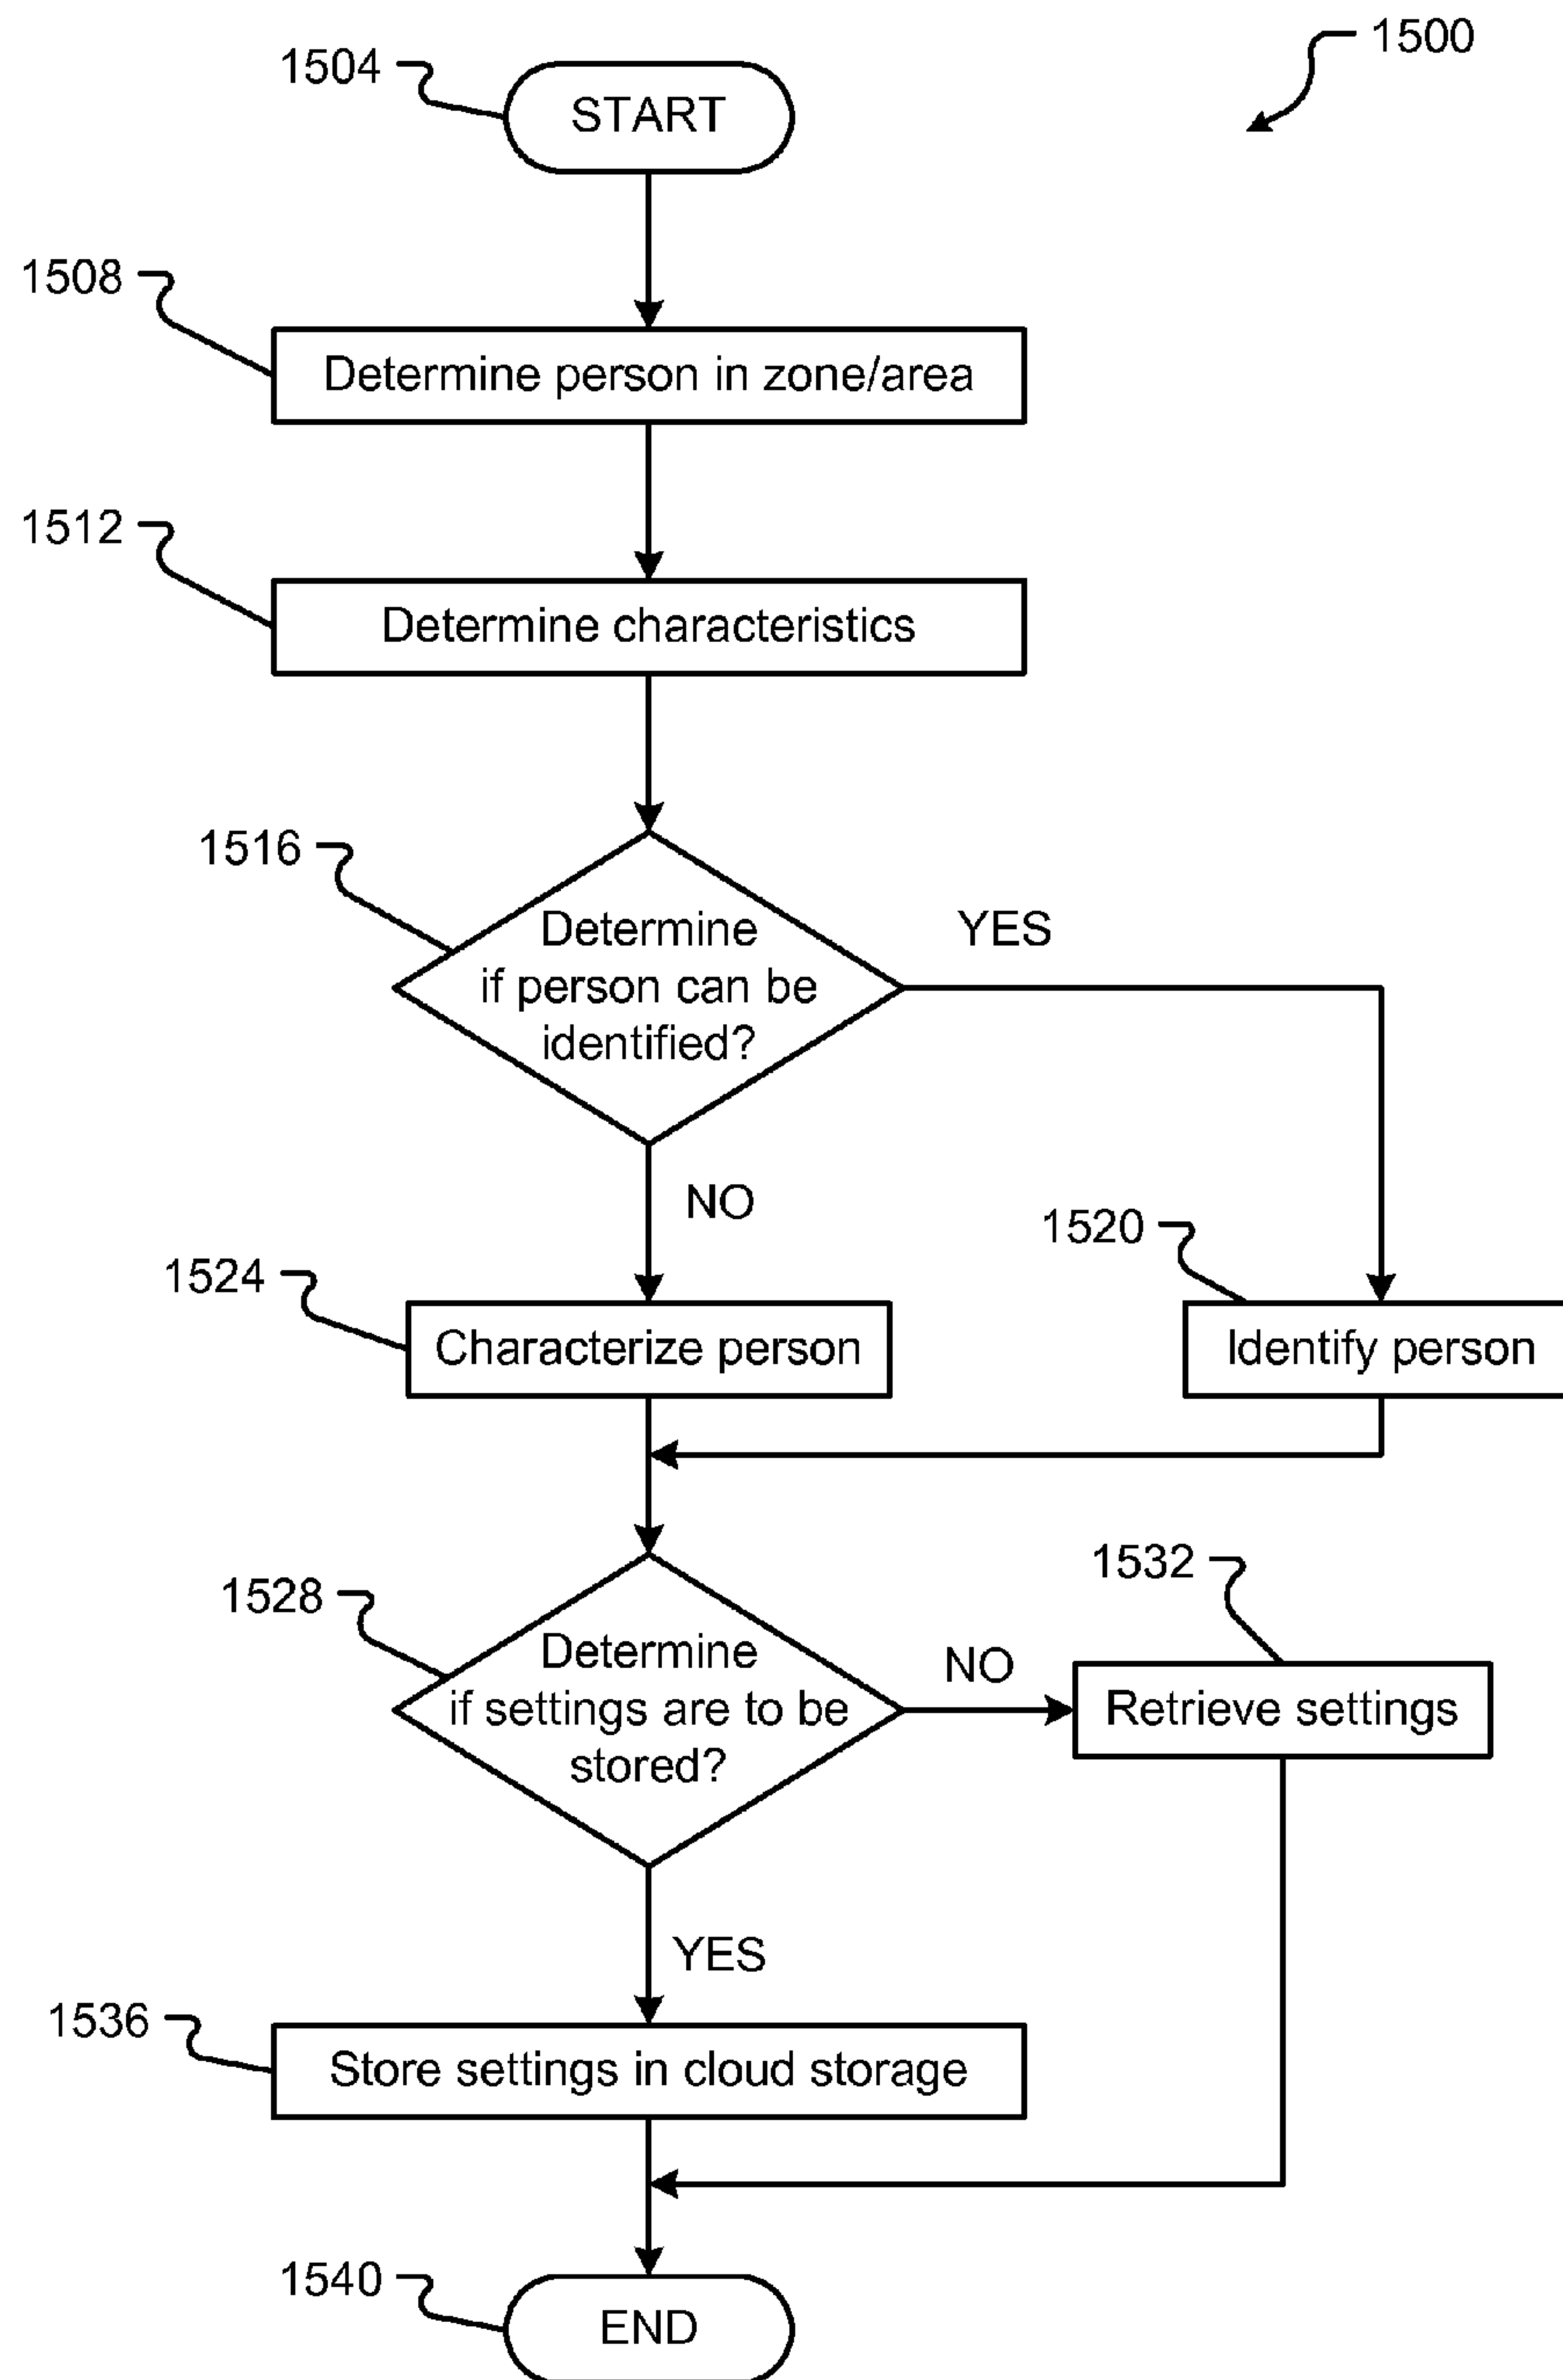 1500
1504
START
1508
Determine person in zone/area
1512
Determine characteristics
1516
Determine
if person can be
identified?
YES
NO
1520
1524
Characterize person
Identify person
1532
1528
Determine
if settings are to be
stored?
NO
Retrieve settings
YES
1536
Store settings in cloud storage
1540
END